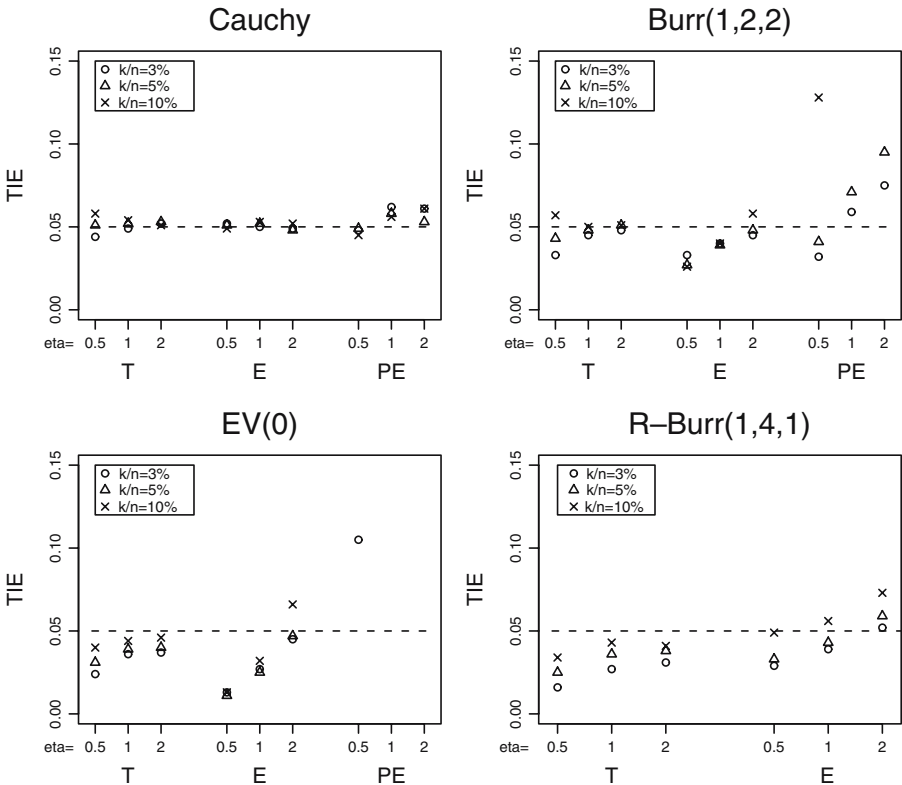 Cauchy
TIE
0.15
0.10
0.05
0.00
k/n=3%
k/n=5%
k/n=10%
eta= 0.5 1 2 0.5 1 2 0.5 1 2
T E PE
Burr(1,2,2)
TIE
0.15
0.10
0.05
0.00
k/n=3%
k/n=5%
k/n=10%
eta= 0.5 1 2 0.5 1 2 0.5 1 2
T E PE
EV(0)
TIE
0.15
0.10
0.05
0.00
k/n=3%
k/n=5%
k/n=10%
eta= 0.5 1 2 0.5 1 2 0.5 1 2
T E PE
R–Burr(1,4,1)
TIE
0.15
0.10
0.05
0.00
k/n=3%
k/n=5%
k/n=10%
eta= 0.5 1 2 0.5 1 2
T E